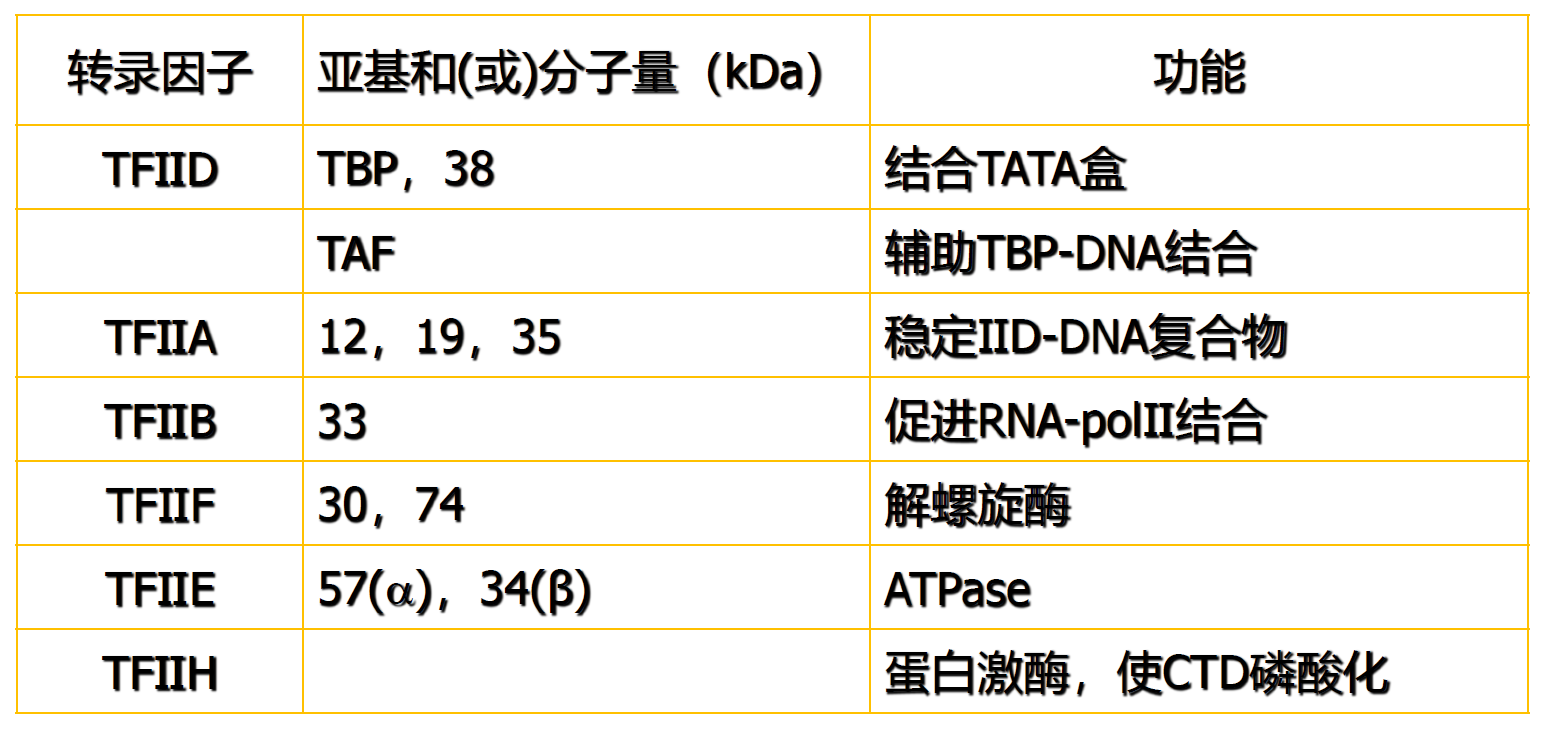 转录因子 亚基和(或)分子量（kDa） 功能
TFIID TBP，38 结合TATA盒
TAF 辅助TBP-DNA结合
TFIIA 12，19，35 稳定IID-DNA复合物
TFIIB 33 促进RNA-polII结合
TFIIF 30，74 解螺旋酶
TFIIE 57(α)，34(β) ATPase
TFIIH 蛋白激酶，使CTD磷酸化